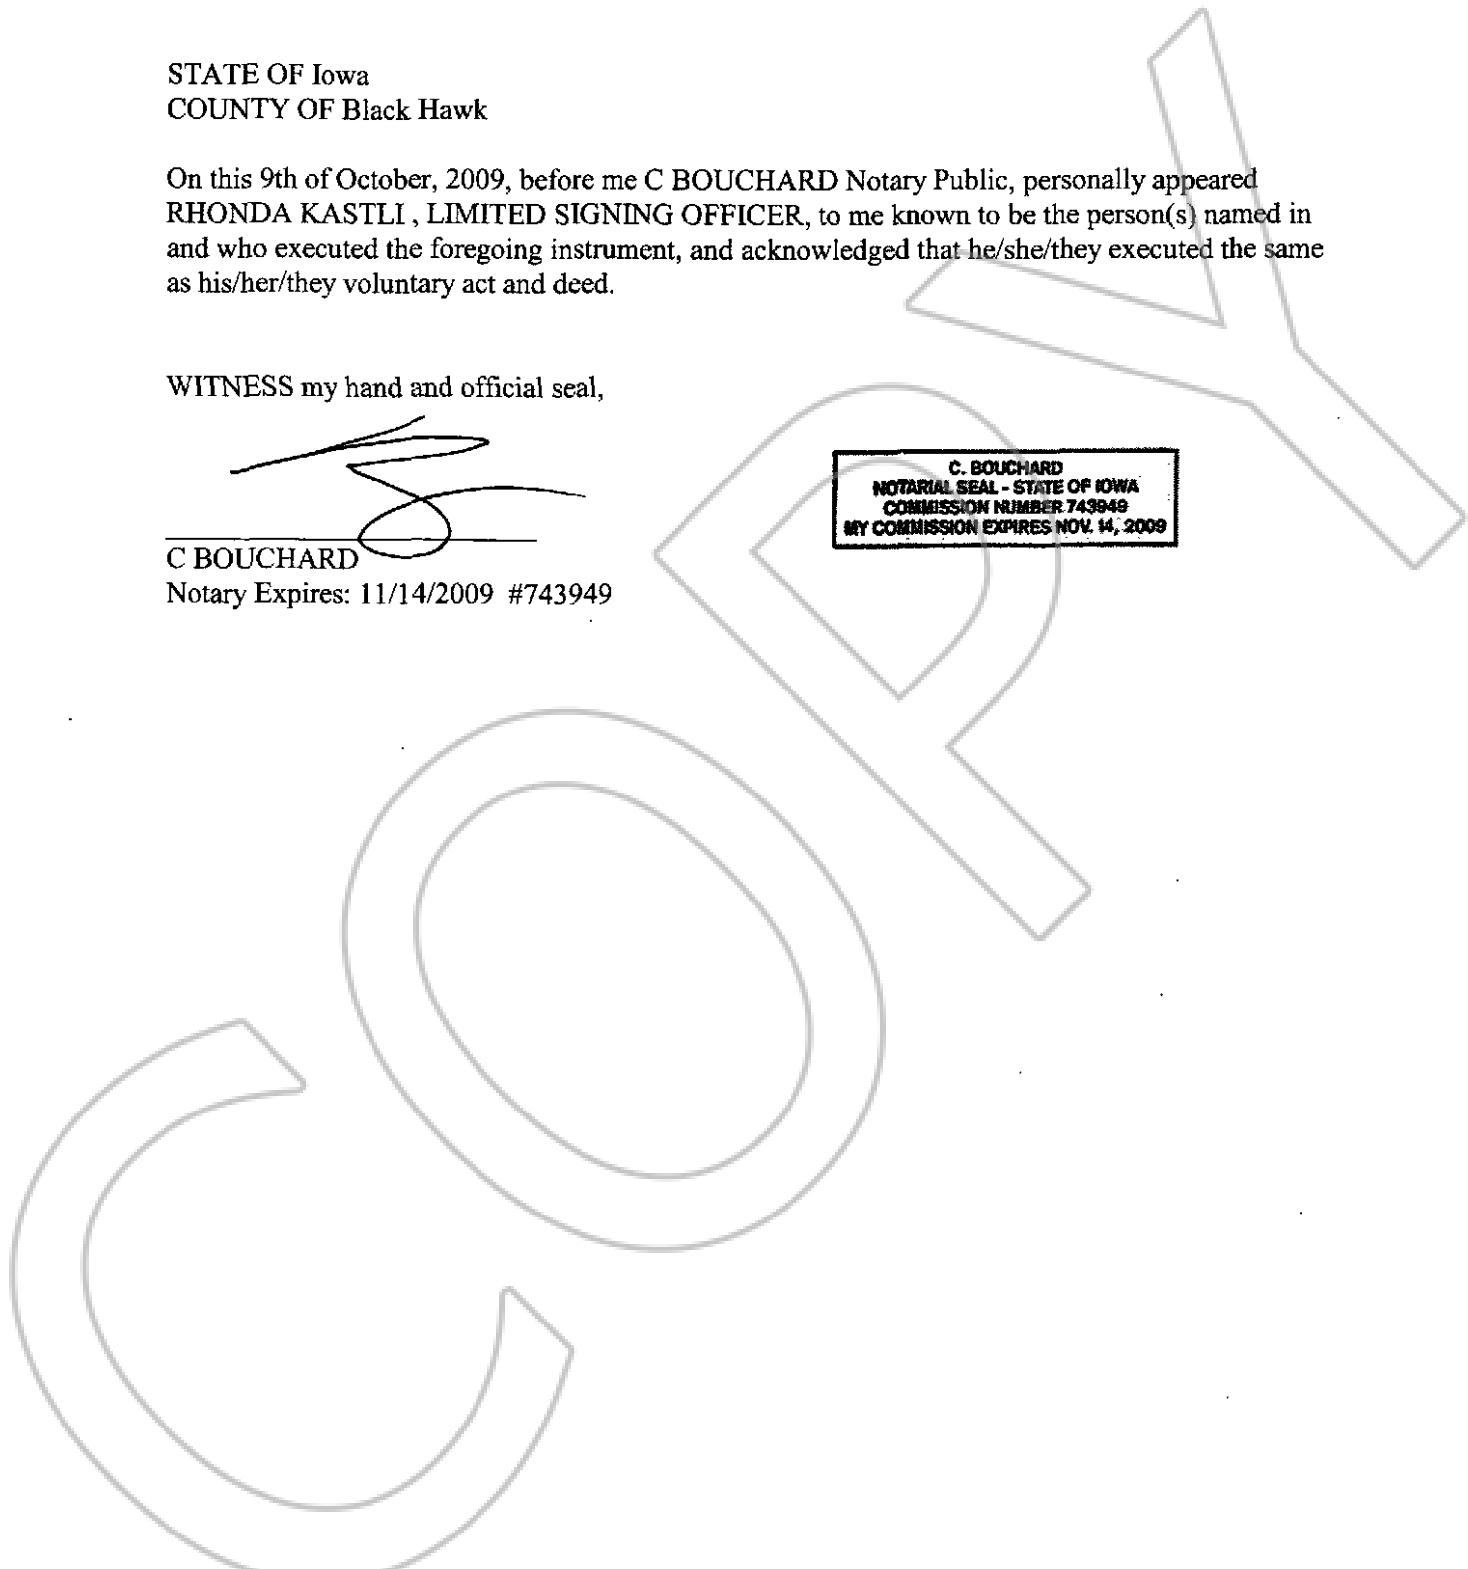 STATE OF Iowa
COUNTY OF Black Hawk
On this 9th of October, 2009, before me C BOUCHARD Notary Public, personally appeared
RHONDA KASTLI , LIMITED SIGNING OFFICER, to me known to be the person(s) named in
and who executed the foregoing instrument, and acknowledged that he/she/they executed the same
as his/her/they voluntary act and deed.
WITNESS my hand and official seal,
C. BOUCHARD
NOTARIAL SEAL - STATE OF IOWA
COMMISSION NUMBER 743949
MY COMMISSION EXPIRES NOV. 14, 2009
C BOUCHARD
Notary Expires: 11/14/2009 #743949
COPY